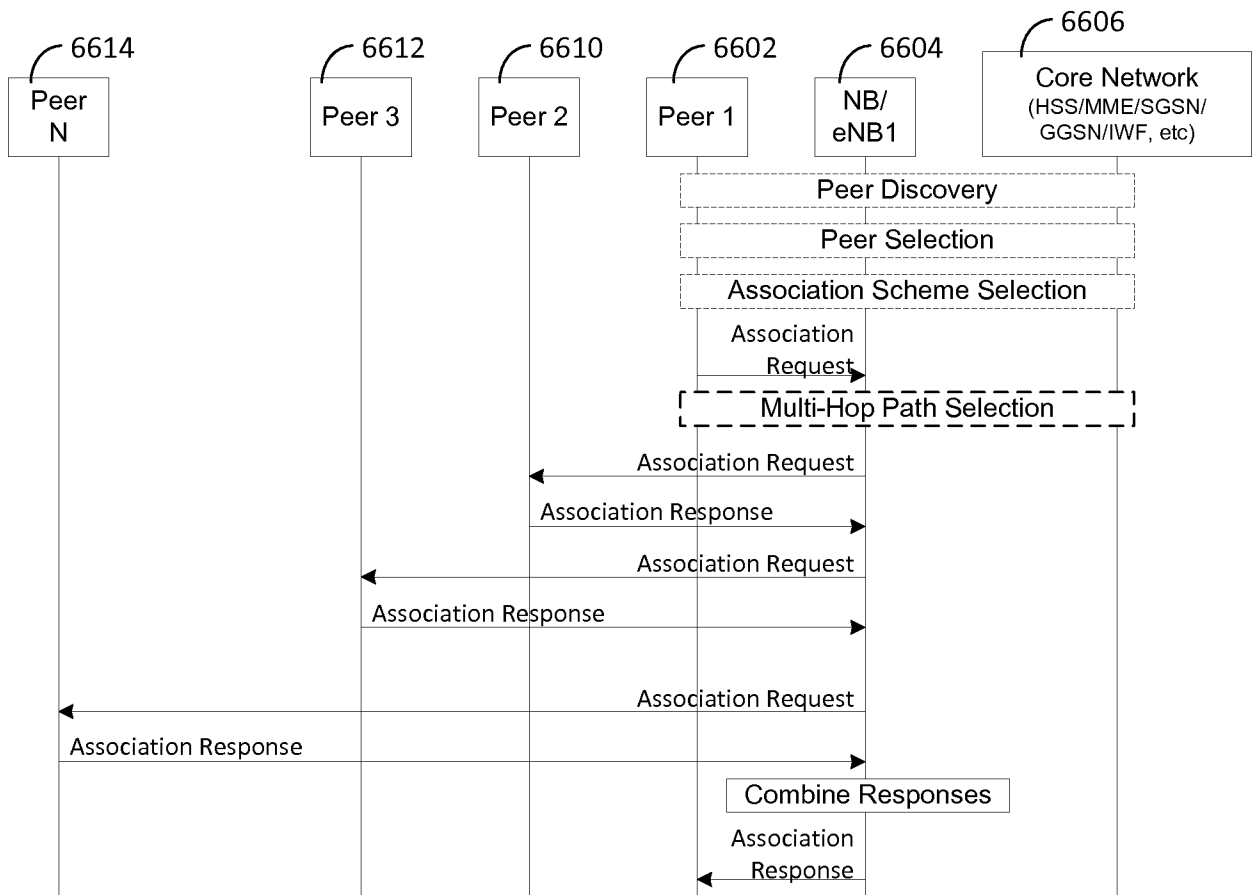 6614
6612
6610
6602
6604
6606
Peer
N
Peer 3
Peer 2
Peer 1
NB/
eNB1
Core Network
(HSS/MME/SGSN/
GGSN/IWF, etc)
Peer Discovery
Peer Selection
Association Scheme Selection
Association
Request
Multi-Hop Path Selection
Association Request
Association Response
Association Request
Association Response
Association Request
Association Response
Combine Responses
Association
Response